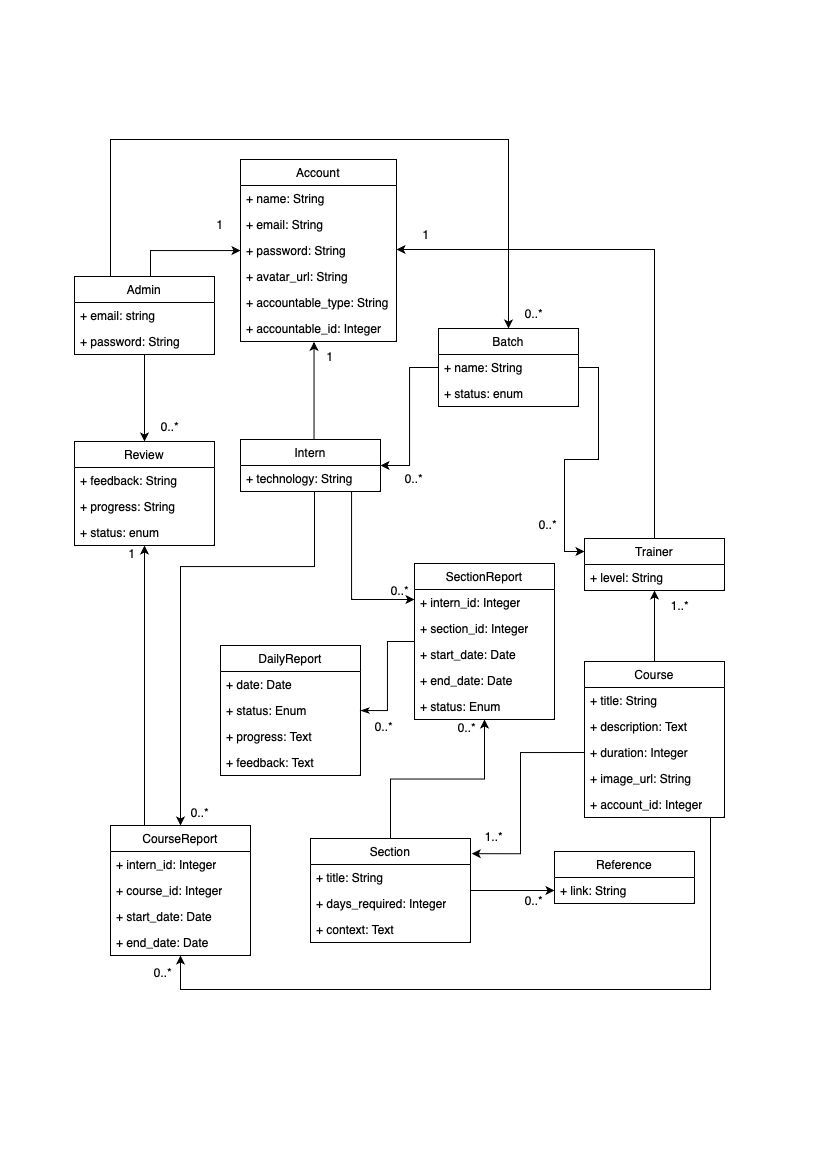 Account
+ name: String
+ email: String
+ password: String
+ avatar_url: String
+ accountable_type: String
+ accountable_id: Integer
1
1
1
Admin
+ email: string
+ password: String
0..*
Batch
+ name: String
+ status: enum
0..*
Review
+ feedback: String
+ progress: String
+ status: enum
1
Intern
+ technology: String
0..*
0..*
Trainer
+ level: String
1..*
0..*
SectionReport
+ intern_id: Integer
+ section_id: Integer
+ start_date: Date
+ end_date: Date
+ status: Enum
0..*
DailyReport
+ date: Date
+ status: Enum
+ progress: Text
+ feedback: Text
0..*
Course
+ title: String
+ description: Text
+ duration: Integer
+ image_url: String
+ account_id: Integer
0..*
CourseReport
+ intern_id: Integer
+ course_id: Integer
+ start_date: Date
+ end_date: Date
0..*
1..*
Section
+ title: String
+ days_required: Integer
+ context: Text
Reference
+ link: String
0..*